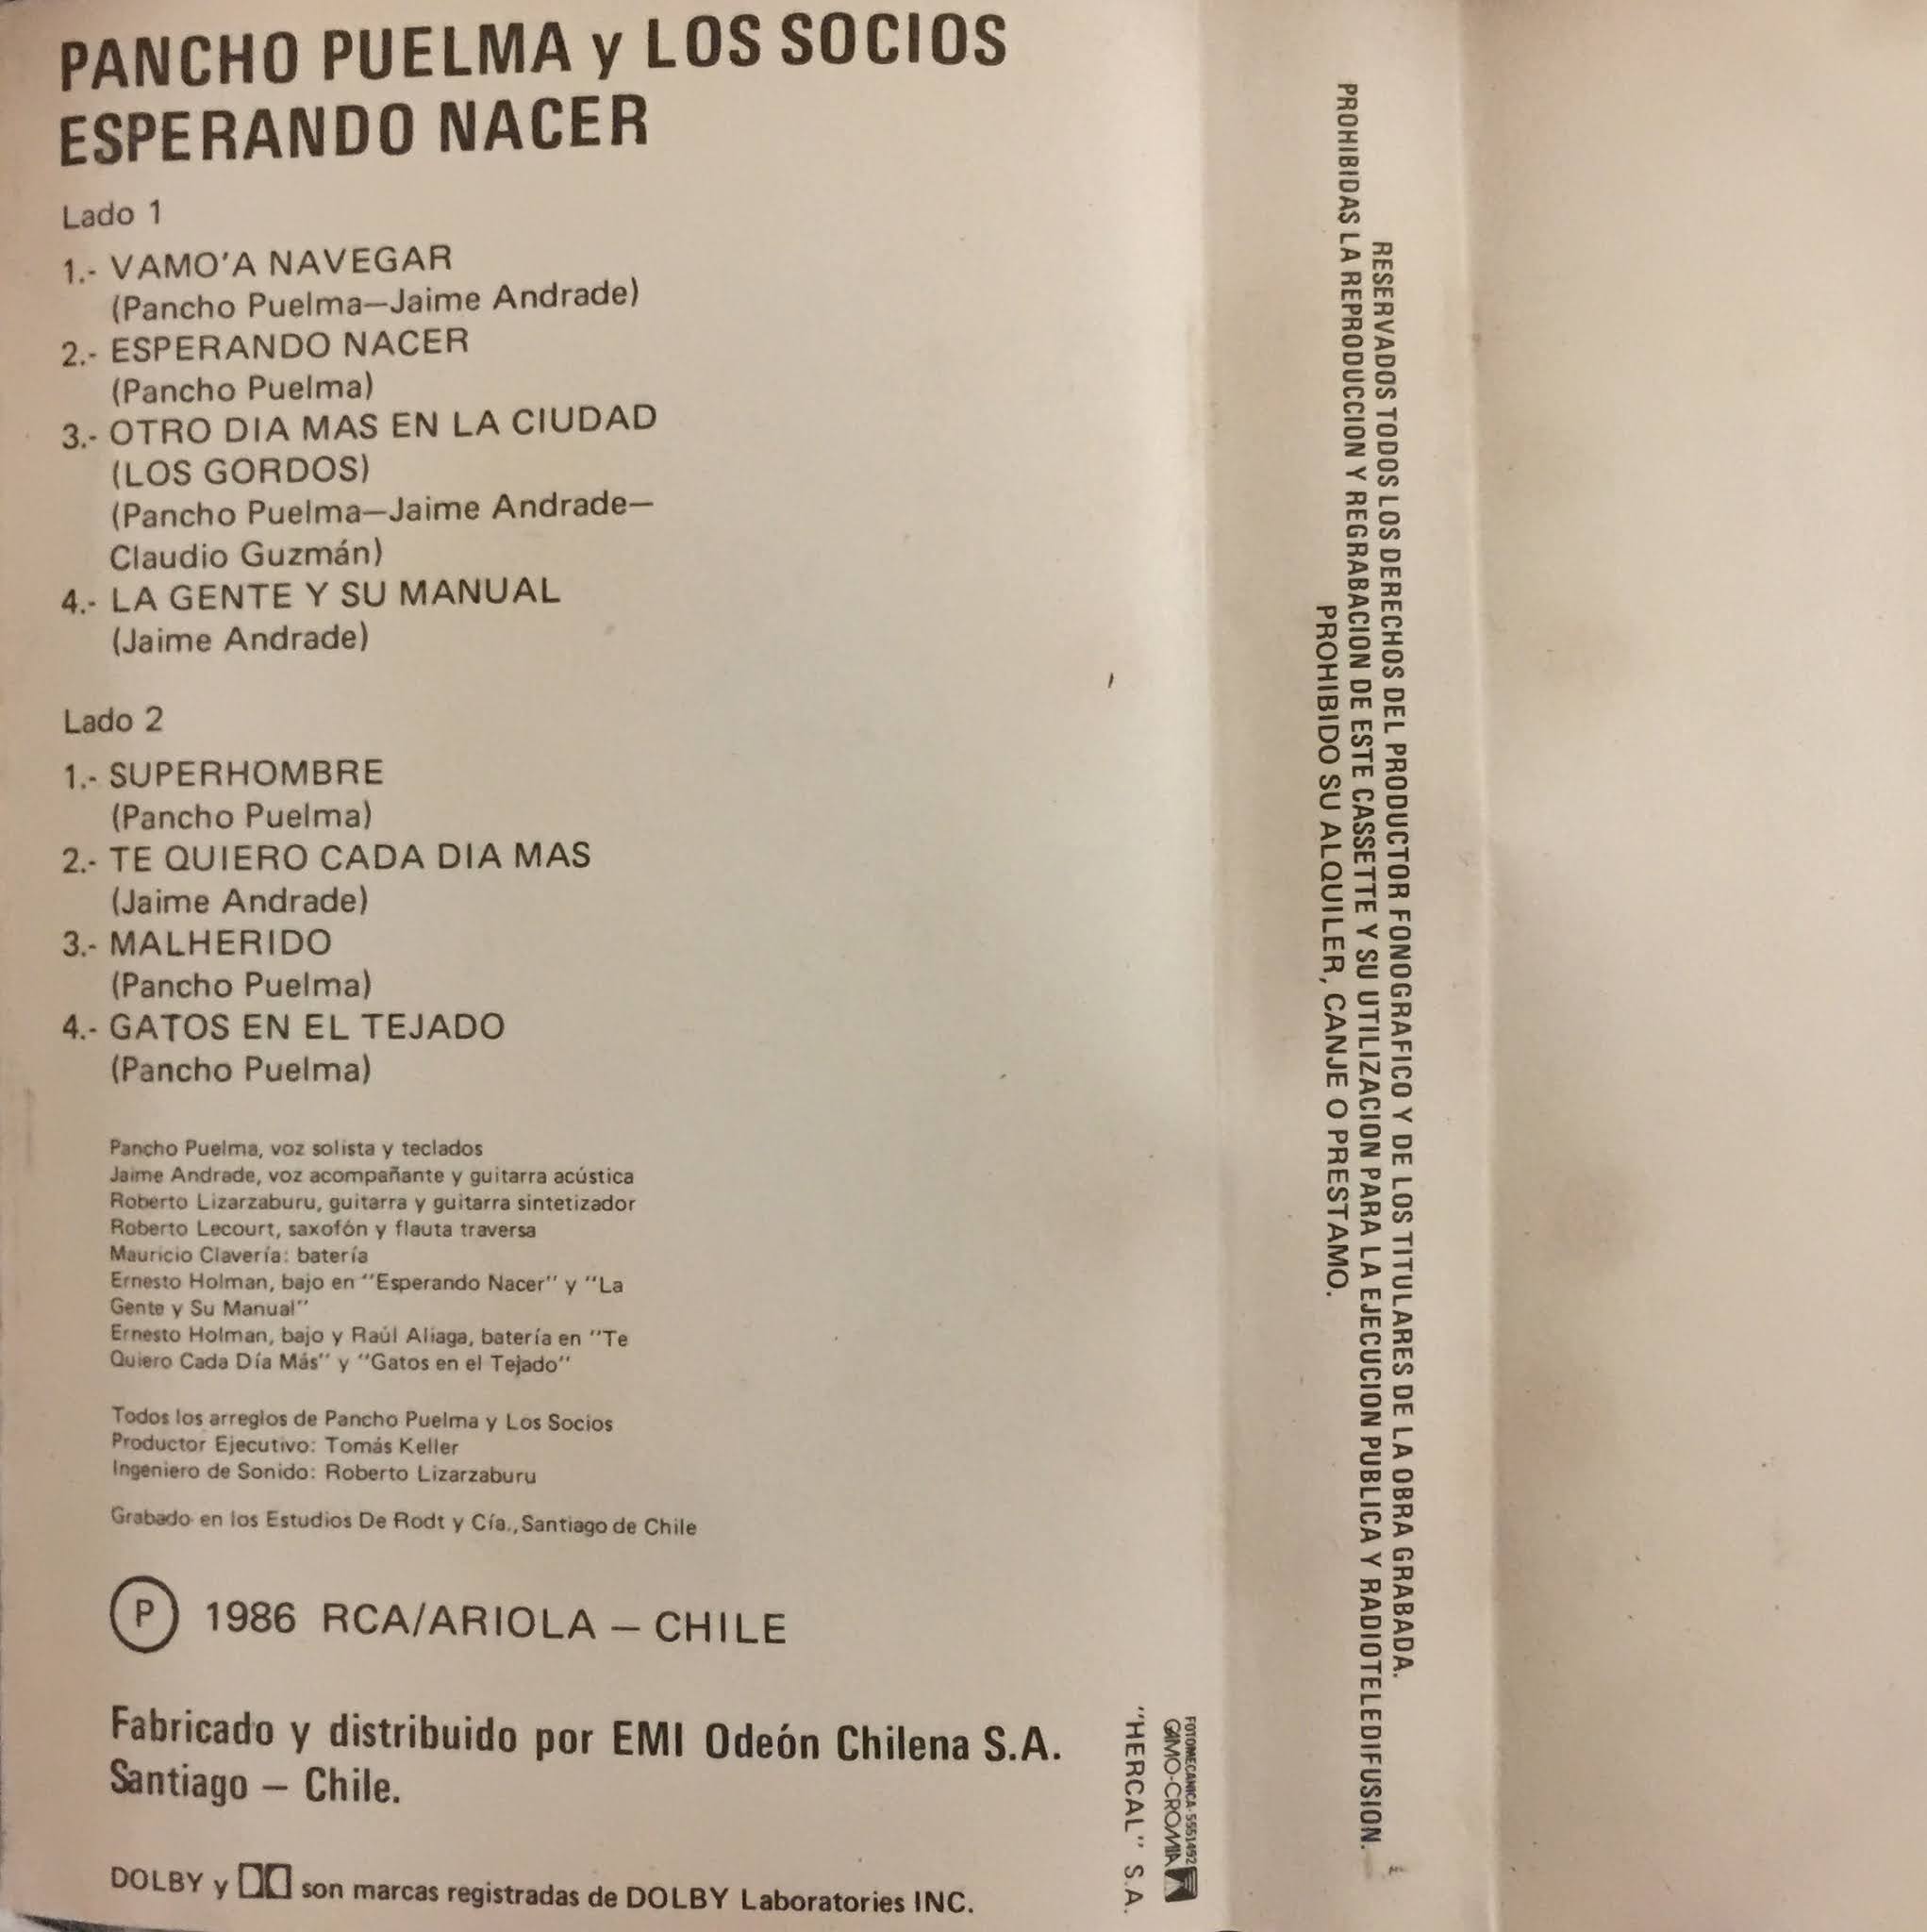 PANCHO PUELMA y LOS SOCIOS
ESPERANDO NACER
Lado 1
1.- VAMO'A NAVEGAR
(Pancho Puelma—Jaime Andrade)
2.- ESPERANDO NACER
(Pancho Puelma)
3.- OTRO DIA MAS EN LA CIUDAD
(LOS GORDOS)
(Pancho Puelma—Jaime Andrade—
Claudio Guzmán)
4.- LA GENTE Y SU MANUAL
(Jaime Andrade)
Lado 2
1.- SUPERHOMBRE
(Pancho Puelma)
2.- TE QUIERO CADA DIA MAS
(Jaime Andrade)
3.- MALHERIDO
(Pancho Puelma)
4.- GATOS EN EL TEJADO
(Pancho Puelma)
Pancho Puelma, voz solista y teclados
Jaime Andrade, voz acompañante y guitarra acústica
Roberto Lizarzaburu, guitarra y guitarra sintetizador
Roberto Lecourt, saxofón y flauta traversa
Mauricio Clavería: batería
Ernesto Holman, bajo en "Esperando Nacer" y "La
Gente y Su Manual"
Ernesto Holman, bajo y Raúl Aliaga, batería en "Te
Quiero Cada Día Más" y "Gatos en el Tejado"
Todos los arreglos de Pancho Puelma y Los Socios
Productor Ejecutivo: Tomás Keller
Ingeniero de Sonido: Roberto Lizarzaburu
Grabado en los Estudios De Rodt y Cía., Santiago de Chile
Ⓟ 1986 RCA/ARIOLA — CHILE
Fabricado y distribuido por EMI Odeón Chilena S.A.
Santiago — Chile.
DOLBY y son marcas registradas de DOLBY Laboratories INC.
FOTOMECANICA-5551492
GAMO-CROMIA
"HERCAL" S.A.
RESERVADOS TODOS LOS DERECHOS DEL PRODUCTOR FONOGRAFICO Y DE LOS TITULARES DE LA OBRA GRABADA.
PROHIBIDAS LA REPRODUCCION Y REGRABACION DE ESTE CASSETTE Y SU UTILIZACION PARA LA EJECUCION PUBLICA Y RADIOTELEDIFUSION.
PROHIBIDO SU ALQUILER, CANJE O PRESTAMO.